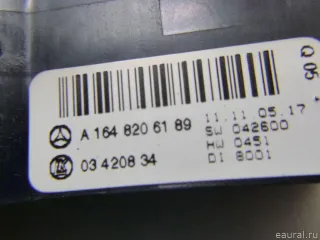 Q 05
A 164 820 61 89
11.11.05.17 *
SW 042600
HW 0451
DI 8001
03 4208 34
eaural.ru